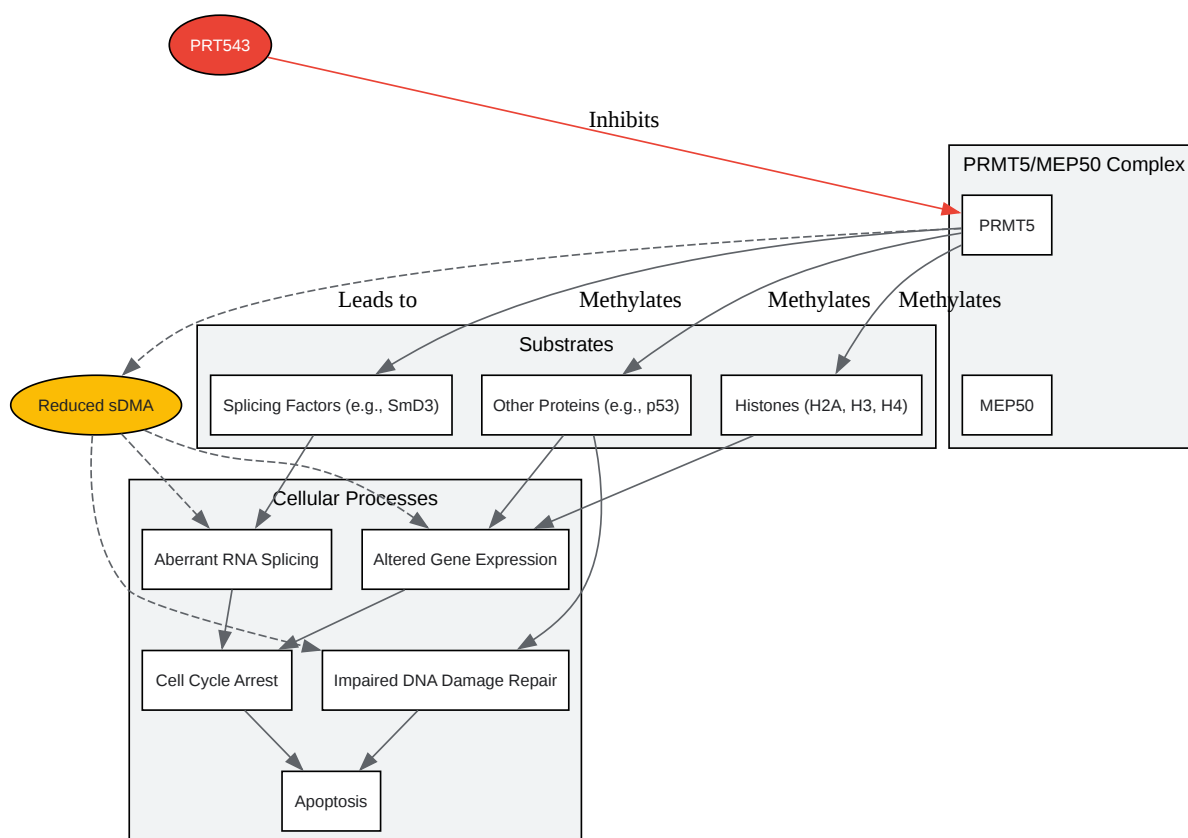 PRT543
Inhibits
PRMT5/MEP50 Complex
PRMT5
Leads to
Methylates
Methylates
Methylates
Substrates
Reduced sDMA
Splicing Factors (e.g., SmD3)
Other Proteins (e.g., p53)
Histones (H2A, H3, H4)
MEP50
Cellular Processes
Aberrant RNA Splicing
Altered Gene Expression
Cell Cycle Arrest
Impaired DNA Damage Repair
Apoptosis